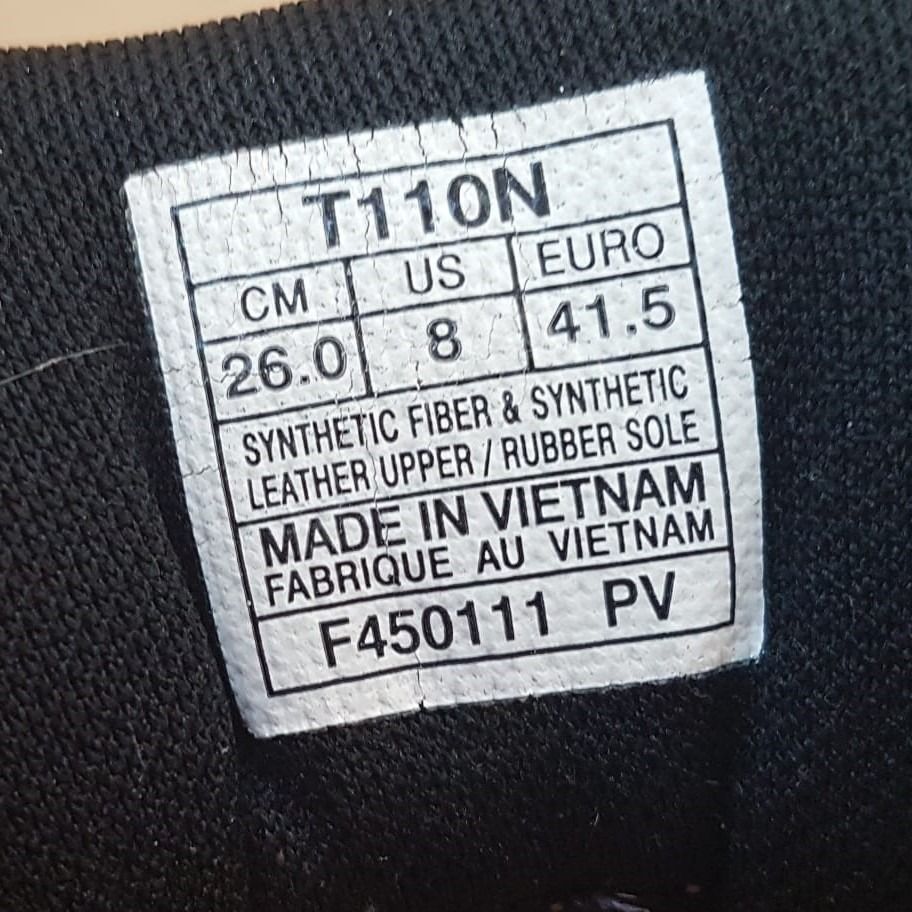 T110N
CM US EURO
26.0 8 41.5
SYNTHETIC FIBER & SYNTHETIC
LEATHER UPPER / RUBBER SOLE
MADE IN VIETNAM
FABRIQUE AU VIETNAM
F450111 PV